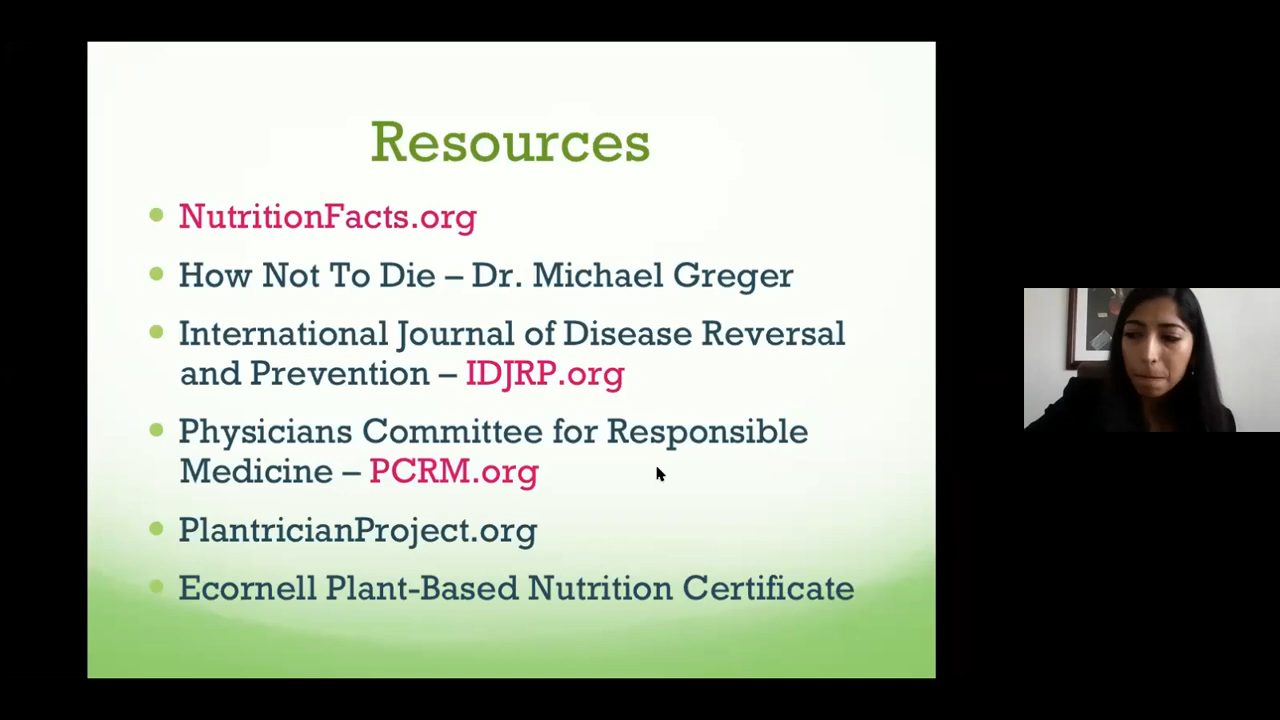 Resources
NutritionFacts.org
How Not To Die – Dr. Michael Greger
International Journal of Disease Reversal
and Prevention – IDJRP.org
Physicians Committee for Responsible
Medicine – PCRM.org
PlantricianProject.org
Ecornell Plant-Based Nutrition Certificate